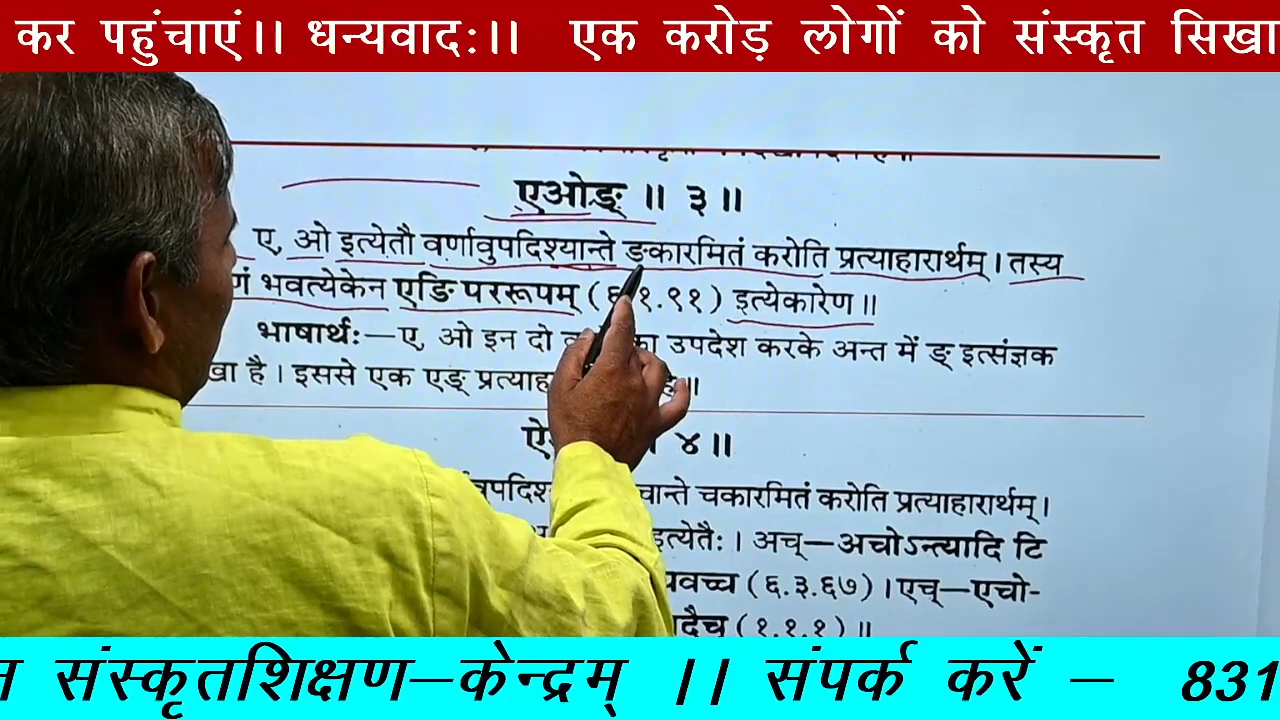 कर पहुंचाएं।। धन्यवादः।। एक करोड़ लोगों को संस्कृत सिखा
एओङ् ॥ ३॥
ए, ओ इत्येतौ वर्णावुपदिश्यान्ते ङकारमितं करोति प्रत्याहारार्थम्। तस्य
णं भवत्येकेन एङि पररूपम् (६.१.९१) इत्येकारेण॥
भाषार्थः—ए, ओ इन दो का उपदेश करके अन्त में ङ् इत्संज्ञक
है। इससे एक एङ्
४॥
चकारमितं करोति प्रत्याहारार्थम्।
इत्येतैः। अच्—अचोऽन्त्यादि टि
(६.३.६७)। एच्—एचो-
(१.१.१)॥
संस्कृतशिक्षण–केन्द्रम् ।। संपर्क करें – 831